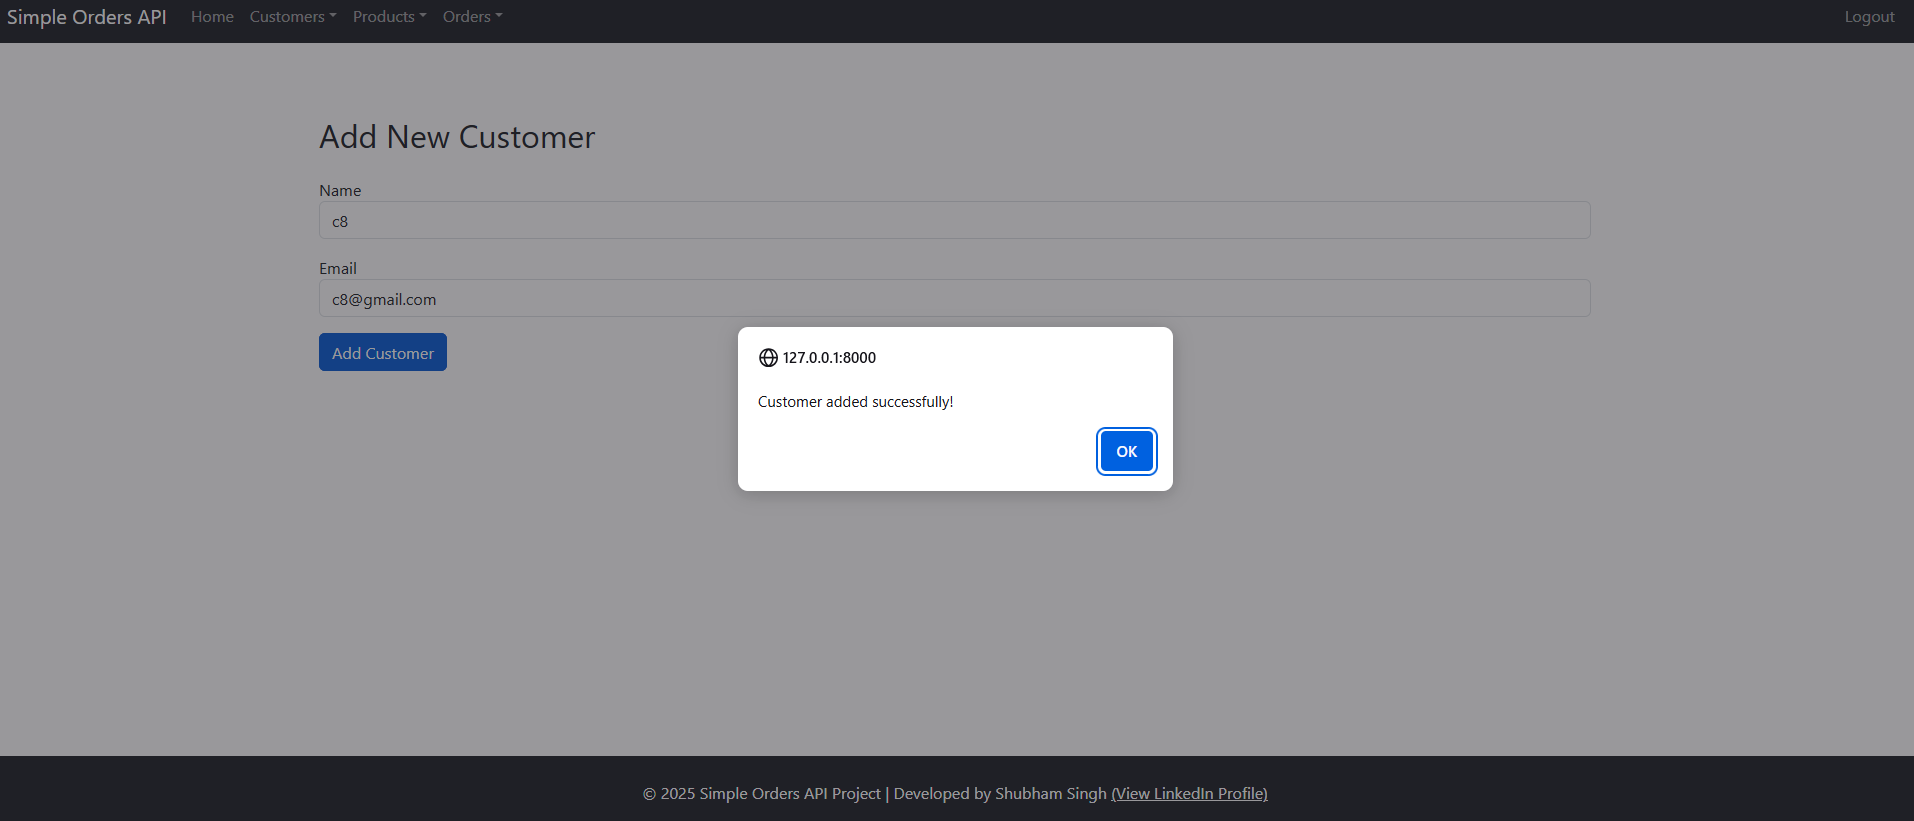 Simple Orders API Home Customers Products Orders Logout
Add New Customer
Name
c8
Email
c8@gmail.com
Add Customer
127.0.0.1:8000
Customer added successfully!
OK
© 2025 Simple Orders API Project | Developed by Shubham Singh (View LinkedIn Profile)